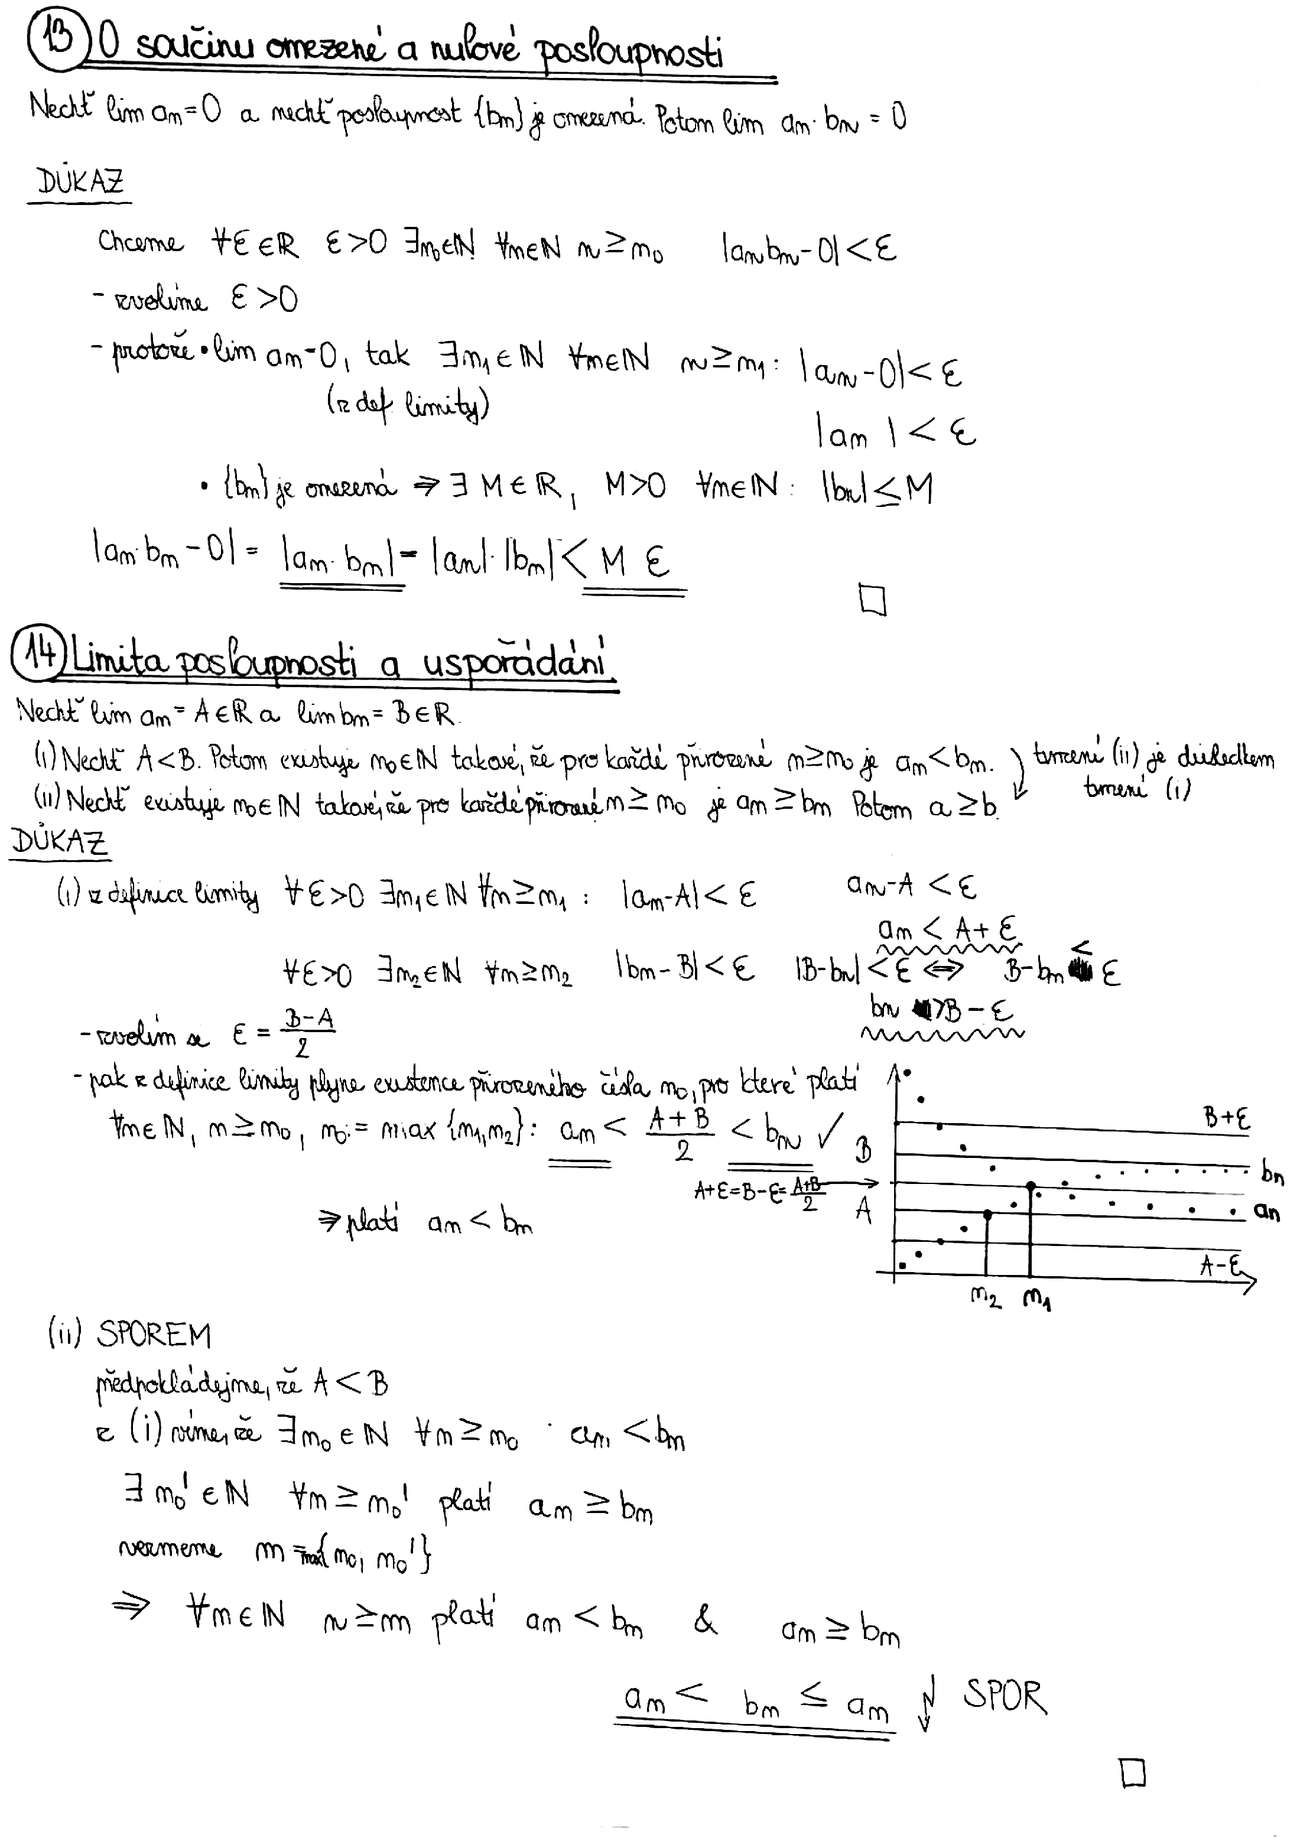 13 O součinu omezené a nulové posloupnosti
Nechť lim an = 0 a nechť posloupnost {bn} je omezená. Potom lim an · bn = 0
DŮKAZ
Chceme ∀ε∈ℝ ε>0 ∃n₀∈ℕ ∀n∈ℕ n≥n₀ |an bn - 0| < ε
- zvolíme ε>0
- protože • lim an = 0, tak ∃n₁∈ℕ ∀n∈ℕ n≥n₁: |an - 0| < ε
(z def limity)
|an| < ε
• {bn} je omezená ⇒ ∃ M∈ℝ, M>0 ∀n∈ℕ: |bn| ≤ M
|an · bn - 0| = |an · bn| = |an| · |bn| < M ε
□
14 Limita posloupnosti a uspořádání
Nechť lim an = A∈ℝ a lim bn = B∈ℝ.
(i) Nechť A<B. Potom existuje n₀∈ℕ takové, že pro každé přirozené n≥n₀ je an < bn.
(ii) Nechť existuje n₀∈ℕ takové, že pro každé přirozené n≥n₀ je an ≥ bn Potom a ≥ b.
tvrzení (ii) je důsledkem
tvrzení (i)
DŮKAZ
(i) z definice limity ∀ε>0 ∃n₁∈ℕ ∀n≥n₁: |an-A| < ε an-A < ε
an < A+ε
∀ε>0 ∃n₂∈ℕ ∀n≥n₂ |bn-B| < ε |B-bn| < ε ⇔ B-bn < ε
bn > B-ε
- zvolím si ε = (B-A)/2
- pak z definice limity plyne existence přirozeného čísla n₀, pro které platí
∀n∈ℕ, n≥n₀, n₀ := max {n₁,n₂}: an < (A+B)/2 < bn ✓
⇒ platí an < bn
B+ε
B
bn
A+ε=B-ε=(A+B)/2
A
an
A-ε
n₂ n₁
(ii) SPOREM
předpokládejme, že A<B
z (i) víme, že ∃n₀∈ℕ ∀n≥n₀ · an < bn
∃n₀'∈ℕ ∀n≥n₀' platí an ≥ bn
vezmeme m = max{n₀, n₀'}
⇒ ∀n∈ℕ n≥m platí an < bn & an ≥ bn
an < bn ≤ an ↯ SPOR
□